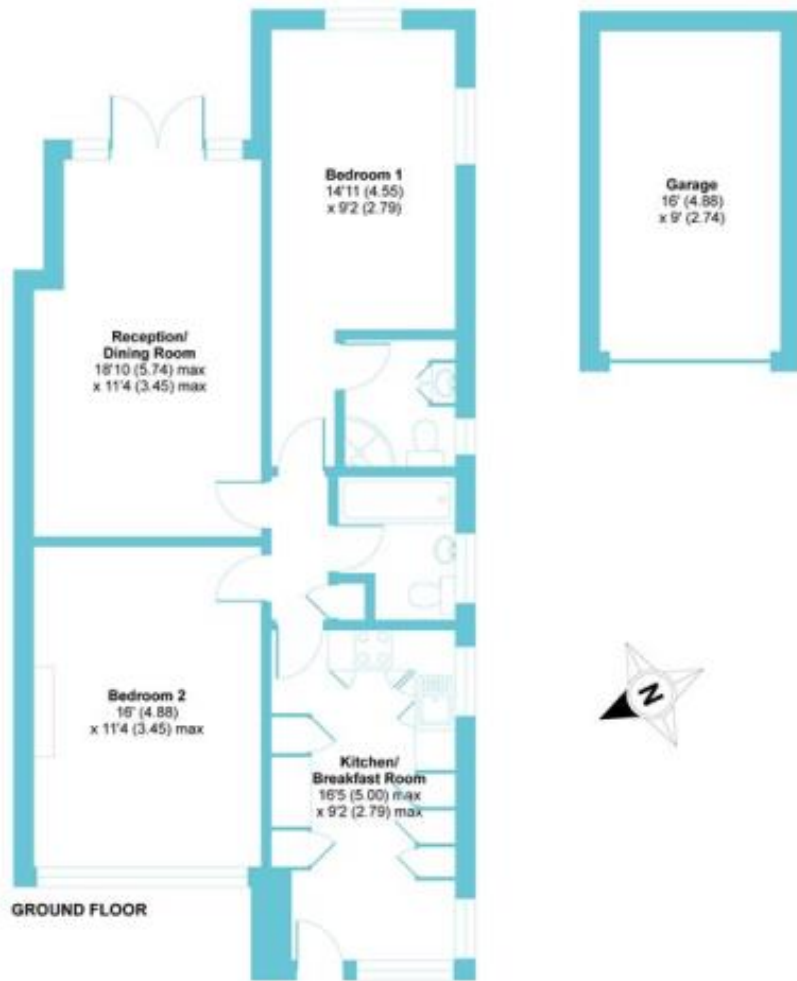 Bedroom 1
14'11 (4.55)
x 9'2 (2.79)
Garage
16' (4.88)
x 9' (2.74)
Reception/
Dining Room
18'10 (5.74) max
x 11'4 (3.45) max
Bedroom 2
16' (4.88)
x 11'4 (3.45) max
Kitchen/
Breakfast Room
16'5 (5.00) max
x 9'2 (2.79) max
N
GROUND FLOOR